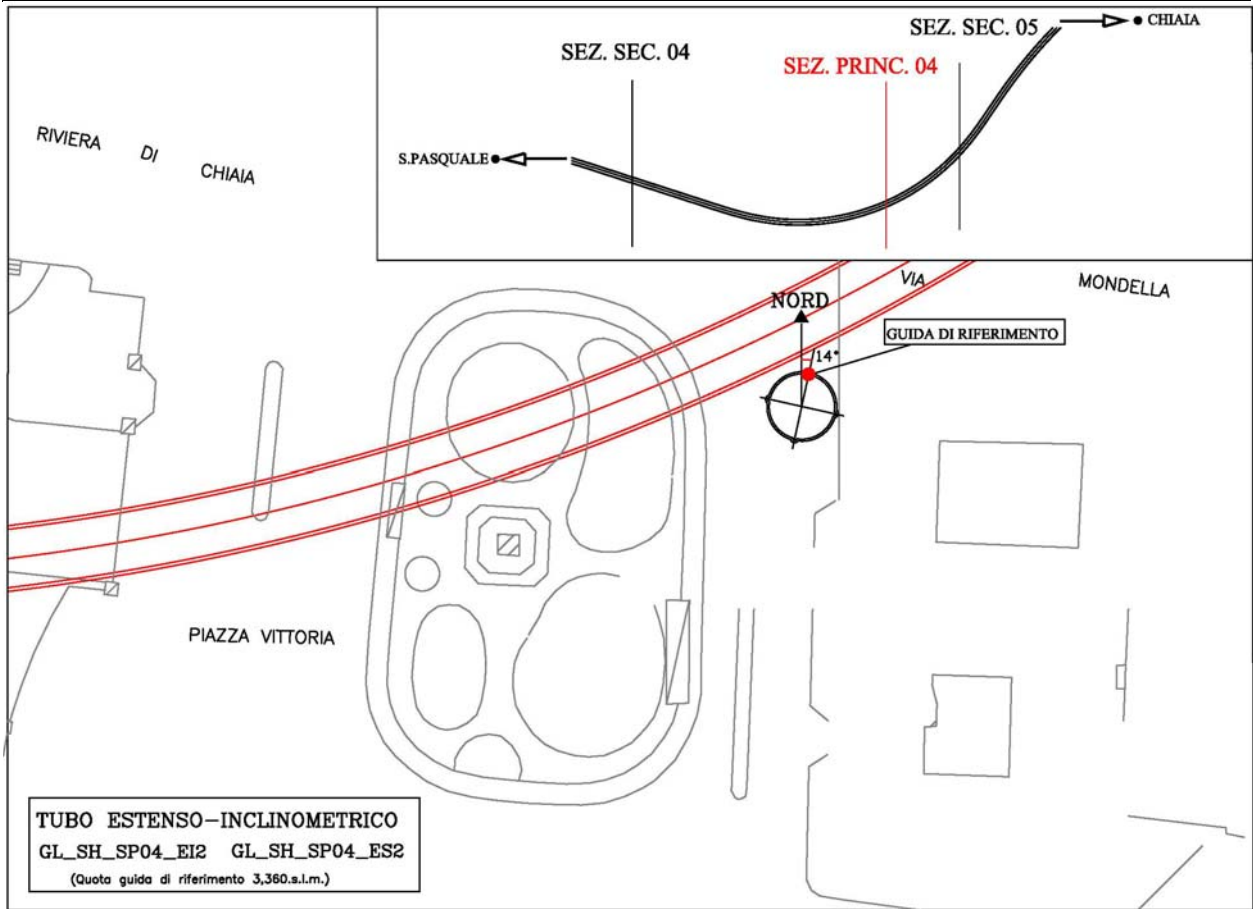 SEZ. SEC. 04
SEZ. PRINC. 04
SEZ. SEC. 05
CHIAIA
S.PASQUALE
RIVIERA DI CHIAIA
VIA MONDELLA
NORD
14°
GUIDA DI RIFERIMENTO
PIAZZA VITTORIA
TUBO ESTENSO-INCLINOMETRICO
GL_SH_SP04_EI2 GL_SH_SP04_ES2
(Quota guida di riferimento 3,360.s.l.m.)